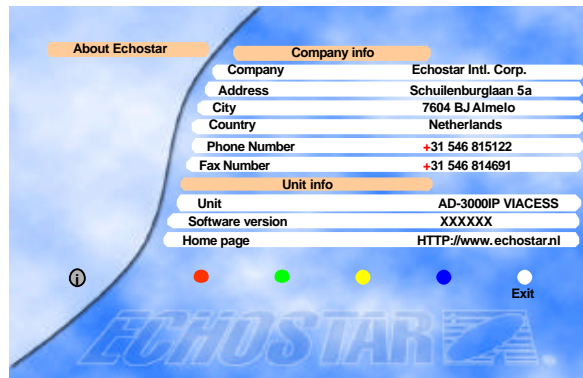 About Echostar
Company info
Company Echostar Intl. Corp.
Address Schuilenburglaan 5a
City 7604 BJ Almelo
Country Netherlands
Phone Number +31 546 815122
Fax Number +31 546 814691
Unit info
Unit AD-3000IP VIACESS
Software version XXXXXX
Home page HTTP://www.echostar.nl
i
Exit
ECHOSTAR